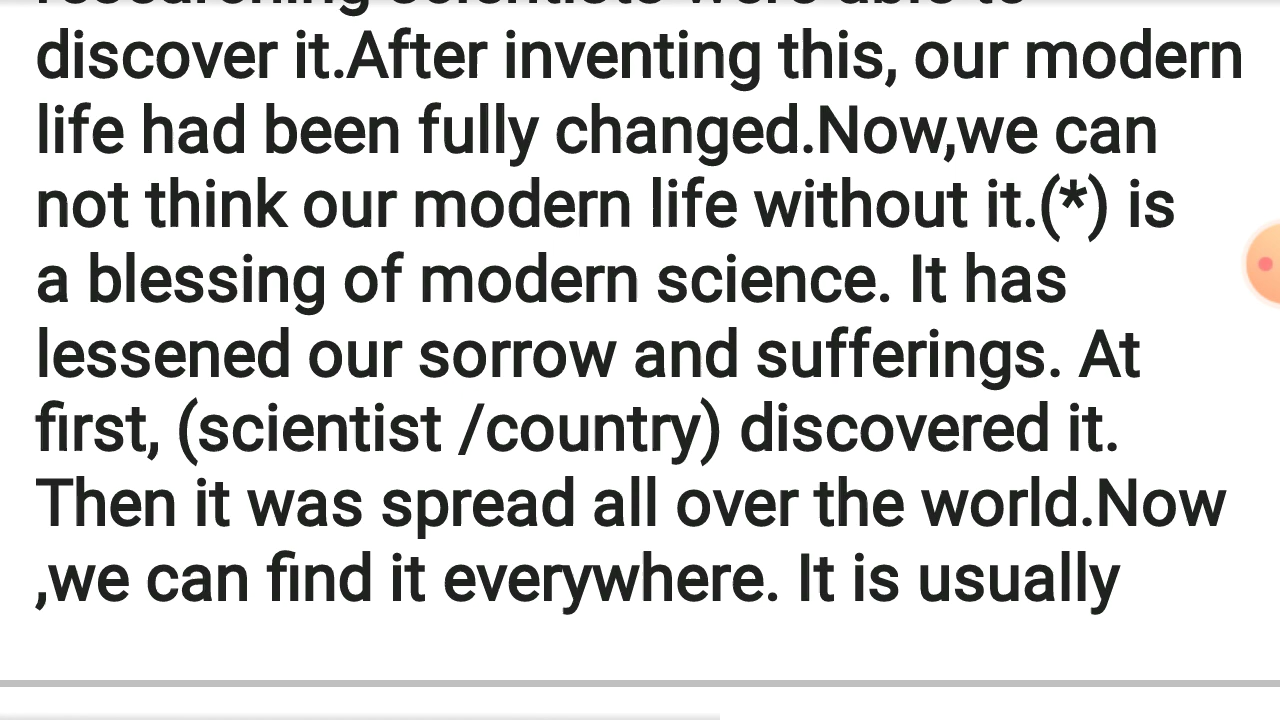 discover it.After inventing this, our modern
life had been fully changed.Now,we can
not think our modern life without it.(*) is
a blessing of modern science. It has
lessened our sorrow and sufferings. At
first, (scientist /country) discovered it.
Then it was spread all over the world.Now
,we can find it everywhere. It is usually